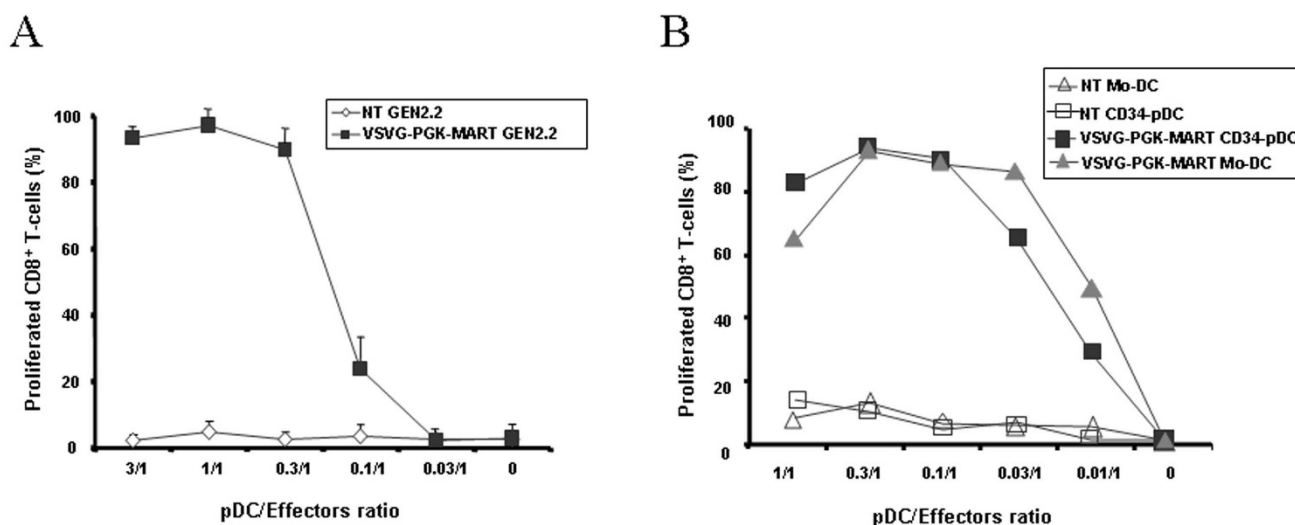 A
NT GEN2.2
VSVG-PGK-MART GEN2.2
Proliferated CD8⁺ T-cells (%)
100
80
60
40
20
0
3/1 1/1 0.3/1 0.1/1 0.03/1 0
pDC/Effectors ratio
B
NT Mo-DC
NT CD34-pDC
VSVG-PGK-MART CD34-pDC
VSVG-PGK-MART Mo-DC
Proliferated CD8⁺ T-cells (%)
100
80
60
40
20
0
1/1 0.3/1 0.1/1 0.03/1 0.01/1 0
pDC/Effectors ratio